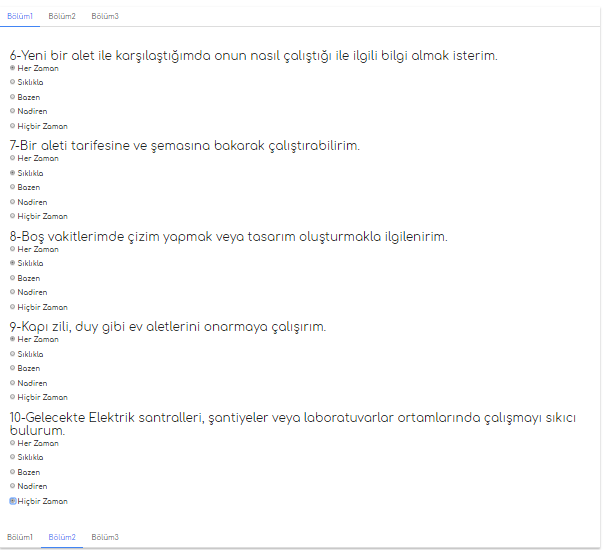 Bölüm1 Bölüm2 Bölüm3
6-Yeni bir alet ile karşılaştığımda onun nasıl çalıştığı ile ilgili bilgi almak isterim.
Her Zaman
Sıklıkla
Bazen
Nadiren
Hiçbir Zaman
7-Bir aleti tarifesine ve şemasına bakarak çalıştırabilirim.
Her Zaman
Sıklıkla
Bazen
Nadiren
Hiçbir Zaman
8-Boş vakitlerimde çizim yapmak veya tasarım oluşturmakla ilgilenirim.
Her Zaman
Sıklıkla
Bazen
Nadiren
Hiçbir Zaman
9-Kapı zili, duy gibi ev aletlerini onarmaya çalışırım.
Her Zaman
Sıklıkla
Bazen
Nadiren
Hiçbir Zaman
10-Gelecekte Elektrik santralleri, şantiyeler veya laboratuvarlar ortamlarında çalışmayı sıkıcı
bulurum.
Her Zaman
Sıklıkla
Bazen
Nadiren
Hiçbir Zaman
Bölüm1 Bölüm2 Bölüm3